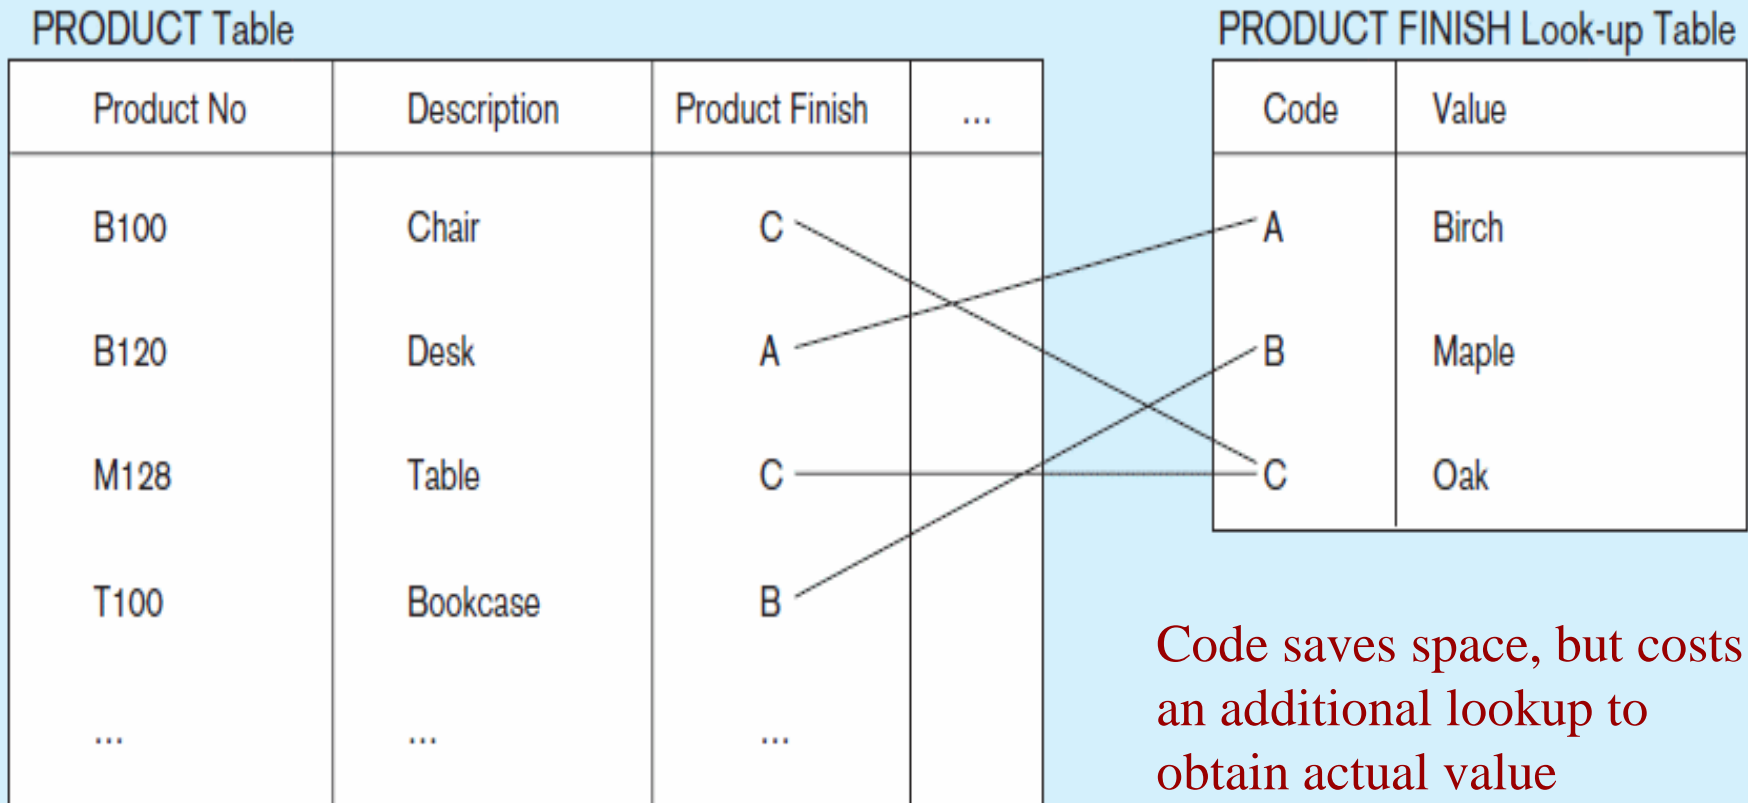 PRODUCT Table
Product No Description Product Finish ...
B100 Chair C
B120 Desk A
M128 Table C
T100 Bookcase B
... ... ...
PRODUCT FINISH Look-up Table
Code Value
A Birch
B Maple
C Oak
Code saves space, but costs
an additional lookup to
obtain actual value